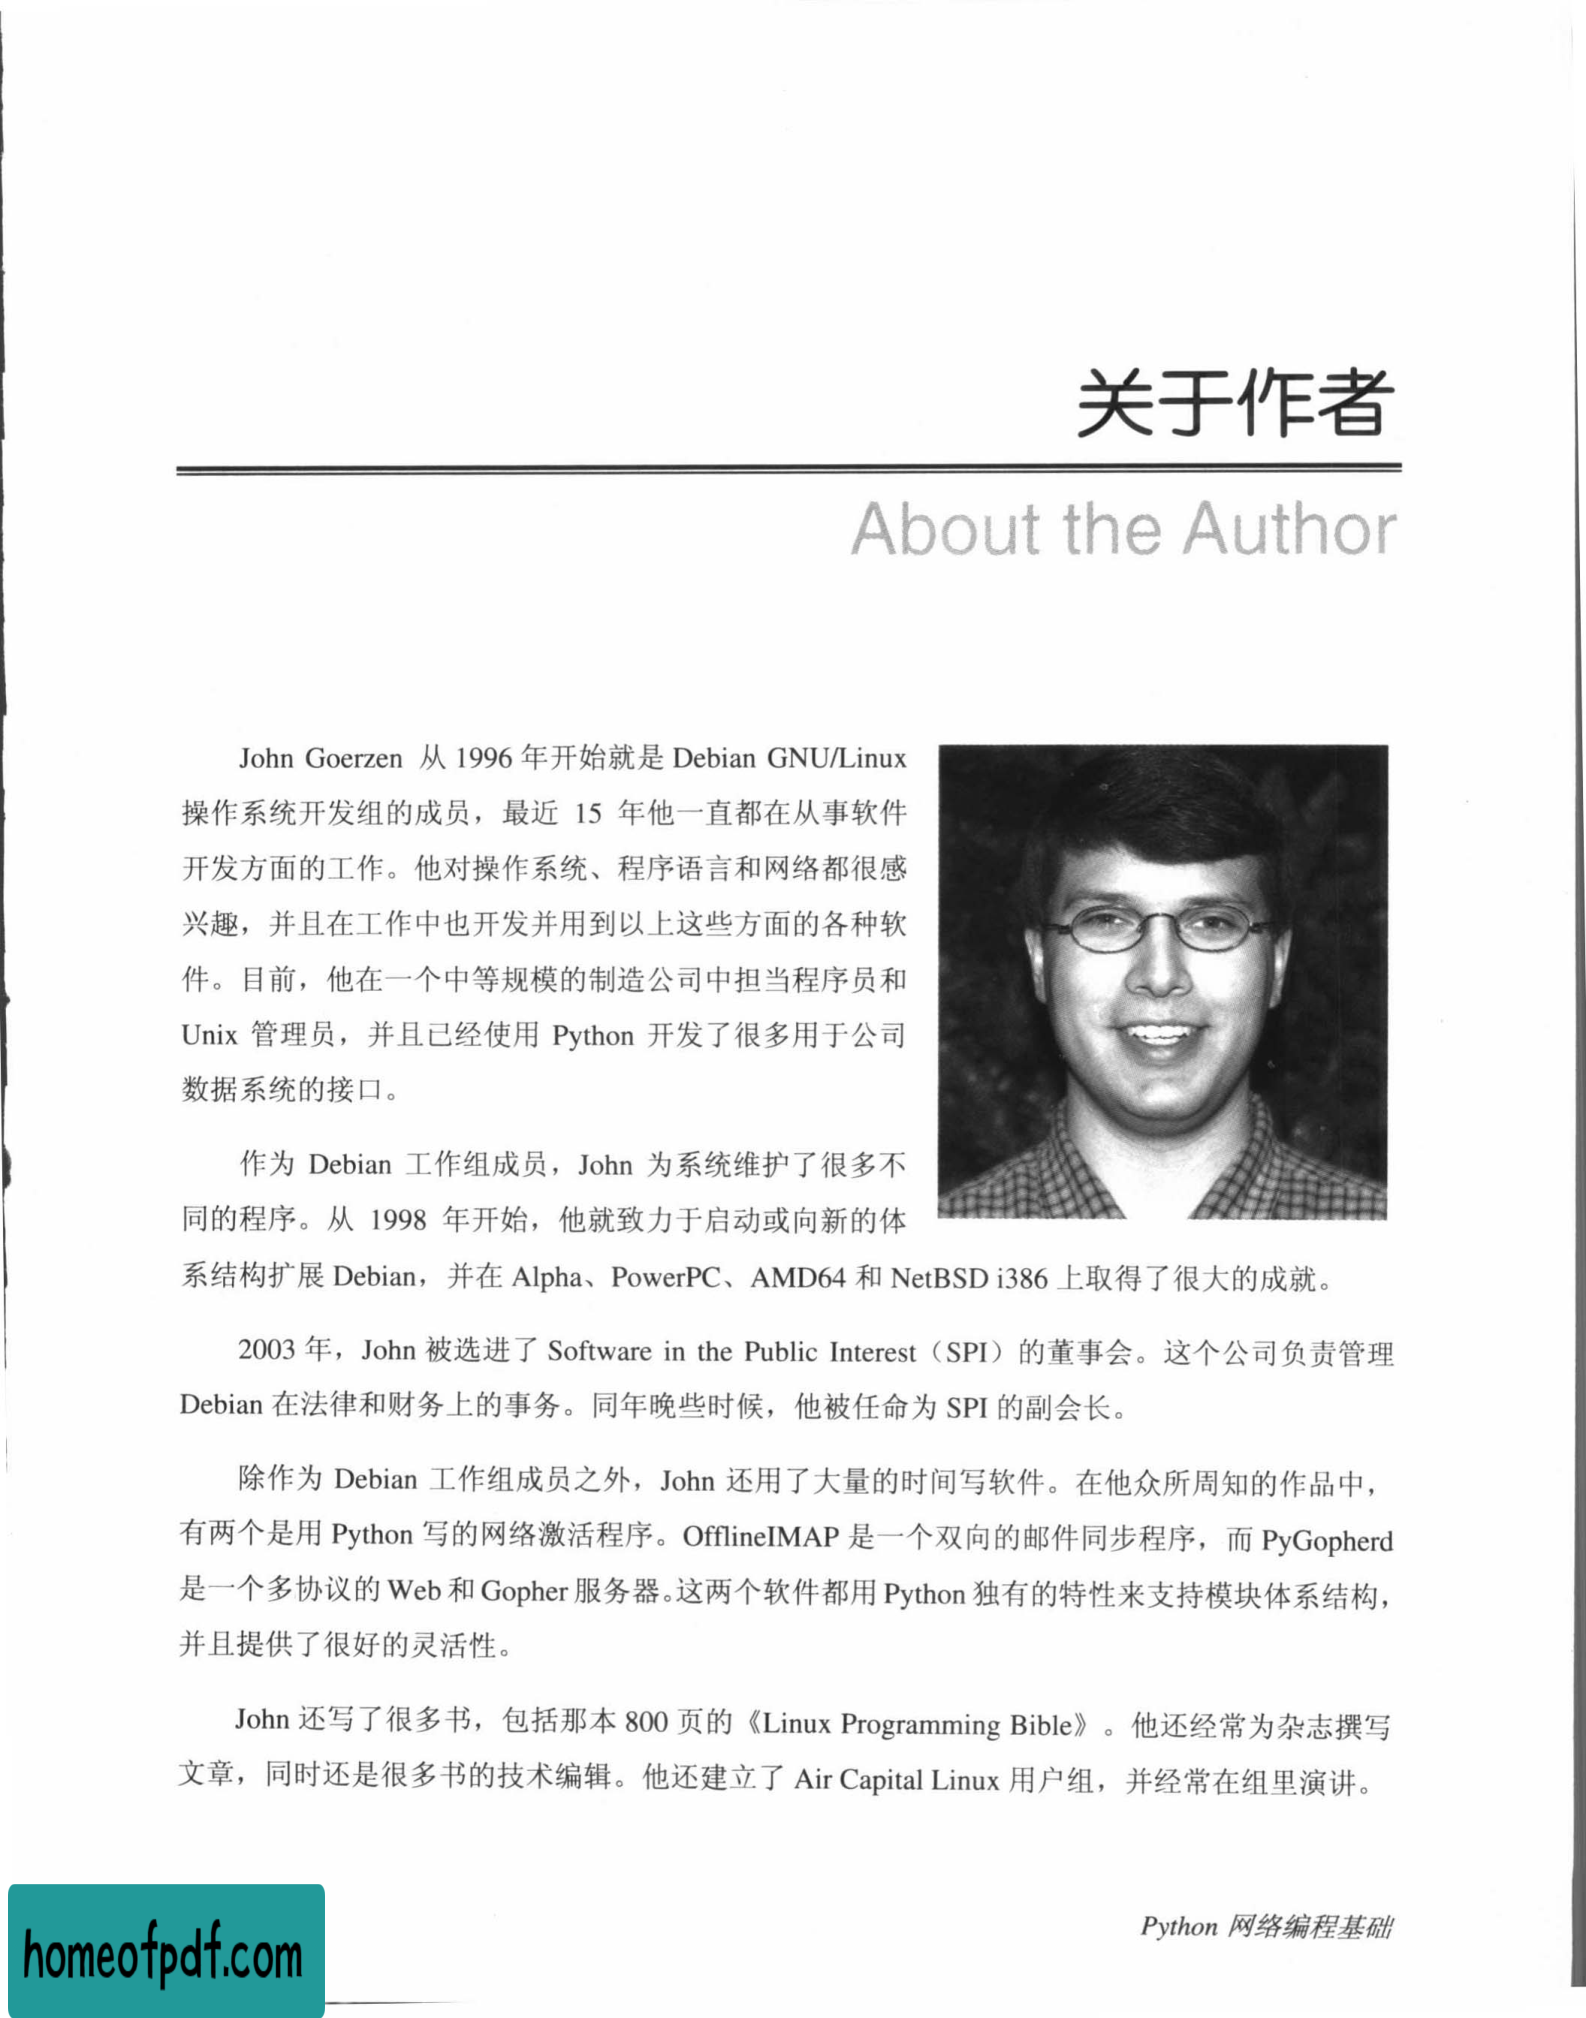 关于作者
About the Author
John Goerzen 从 1996 年开始就是 Debian GNU/Linux
操作系统开发组的成员，最近 15 年他一直都在从事软件
开发方面的工作。他对操作系统、程序语言和网络都很感
兴趣，并且在工作中也开发并用到以上这些方面的各种软
件。目前，他在一个中等规模的制造公司中担当程序员和
Unix 管理员，并且已经使用 Python 开发了很多用于公司
数据系统的接口。
作为 Debian 工作组成员，John 为系统维护了很多不
同的程序。从 1998 年开始，他就致力于启动或向新的体
系结构扩展 Debian，并在 Alpha、PowerPC、AMD64 和 NetBSD i386 上取得了很大的成就。
2003 年，John 被选进了 Software in the Public Interest（SPI）的董事会。这个公司负责管理
Debian 在法律和财务上的事务。同年晚些时候，他被任命为 SPI 的副会长。
除作为 Debian 工作组成员之外，John 还用了大量的时间写软件。在他众所周知的作品中，
有两个是用 Python 写的网络激活程序。OfflineIMAP 是一个双向的邮件同步程序，而 PyGopherd
是一个多协议的 Web 和 Gopher 服务器。这两个软件都用 Python 独有的特性来支持模块体系结构，
并且提供了很好的灵活性。
John 还写了很多书，包括那本 800 页的《Linux Programming Bible》。他还经常为杂志撰写
文章，同时还是很多书的技术编辑。他还建立了 Air Capital Linux 用户组，并经常在组里演讲。
Python 网络编程基础
homeofpdf.com